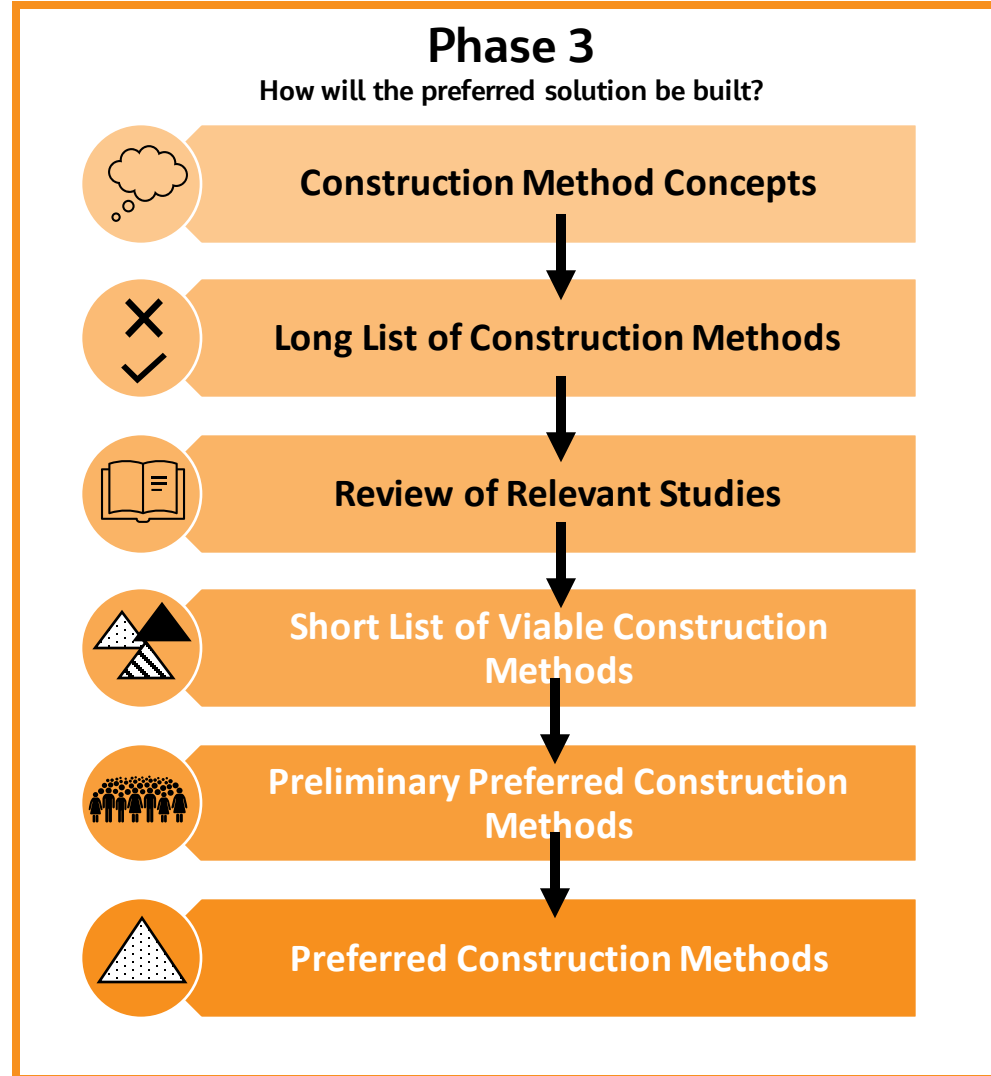 Phase 3
How will the preferred solution be built?
Construction Method Concepts
Long List of Construction Methods
Review of Relevant Studies
Short List of Viable Construction
Methods
Preliminary Preferred Construction
Methods
Preferred Construction Methods